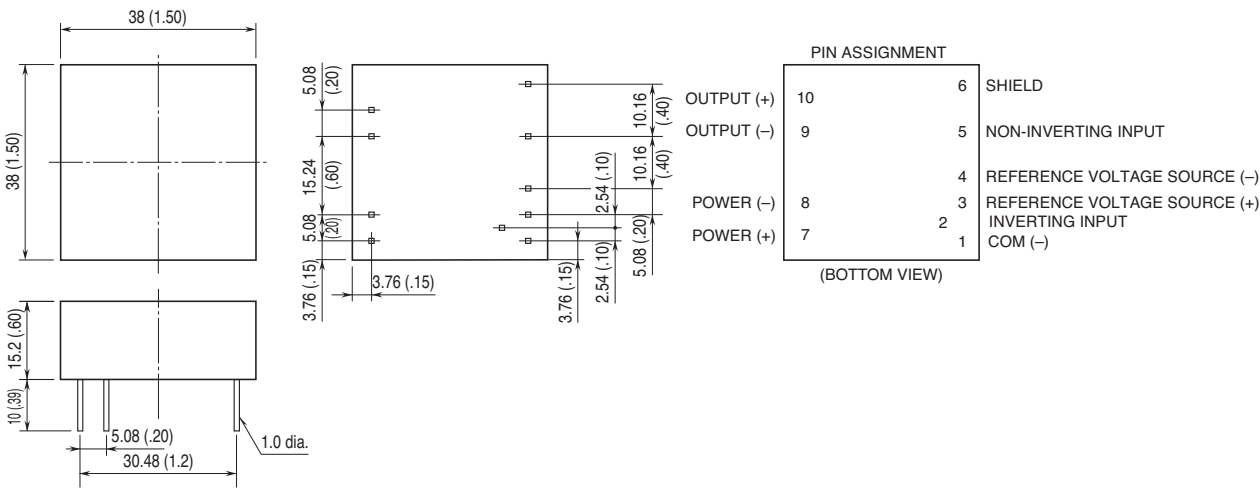 38 (1.50)
38 (1.50)
15.2 (.60)
10 (.39)
5.08 (.20)
30.48 (1.2)
1.0 dia.
5.08
(.20)
15.24
(.60)
5.08
(.20)
3.76 (.15)
3.76 (.15)
10.16
(.40)
10.16
(.40)
2.54 (.10)
5.08 (.20)
2.54 (.10)
3.76 (.15)
PIN ASSIGNMENT
OUTPUT (+) 10
6 SHIELD
OUTPUT (–) 9
5 NON-INVERTING INPUT
4 REFERENCE VOLTAGE SOURCE (–)
POWER (–) 8
3 REFERENCE VOLTAGE SOURCE (+)
2 INVERTING INPUT
POWER (+) 7
1 COM (–)
(BOTTOM VIEW)